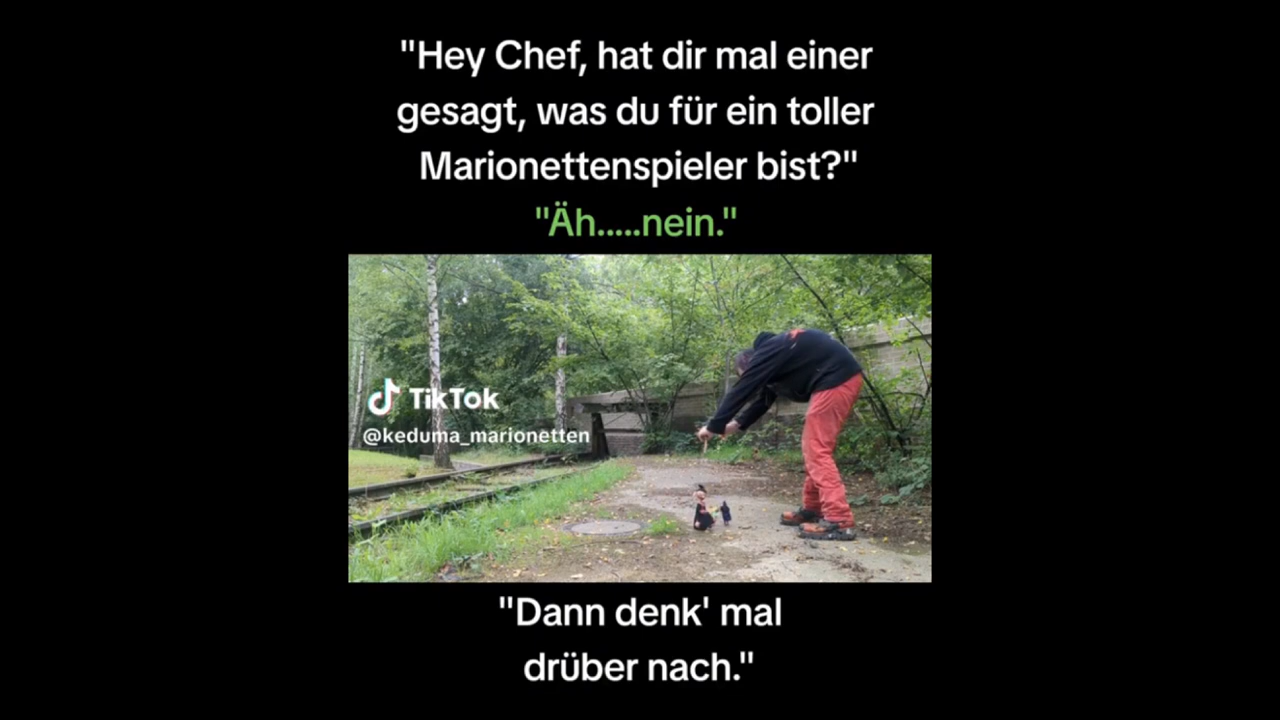 "Hey Chef, hat dir mal einer
gesagt, was du für ein toller
Marionettenspieler bist?"
"Äh.....nein."
TikTok
@keduma_marionetten
"Dann denk' mal
drüber nach."